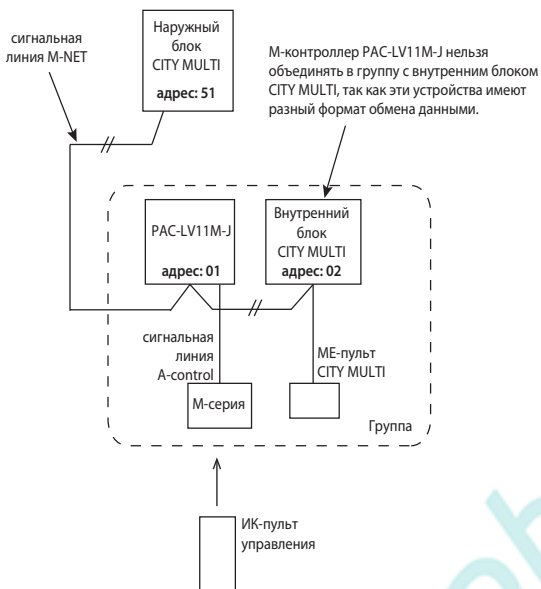 сигнальная
линия M-NET
Наружный
блок
CITY MULTI
адрес: 51
М-контроллер PAC-LV11M-J нельзя
объединять в группу с внутренним блоком
CITY MULTI, так как эти устройства имеют
разный формат обмена данными.
PAC-LV11M-J
адрес: 01
Внутренний
блок
CITY MULTI
адрес: 02
сигнальная
линия
A-control
МЕ-пульт
CITY MULTI
М-серия
Группа
ИК-пульт
управления